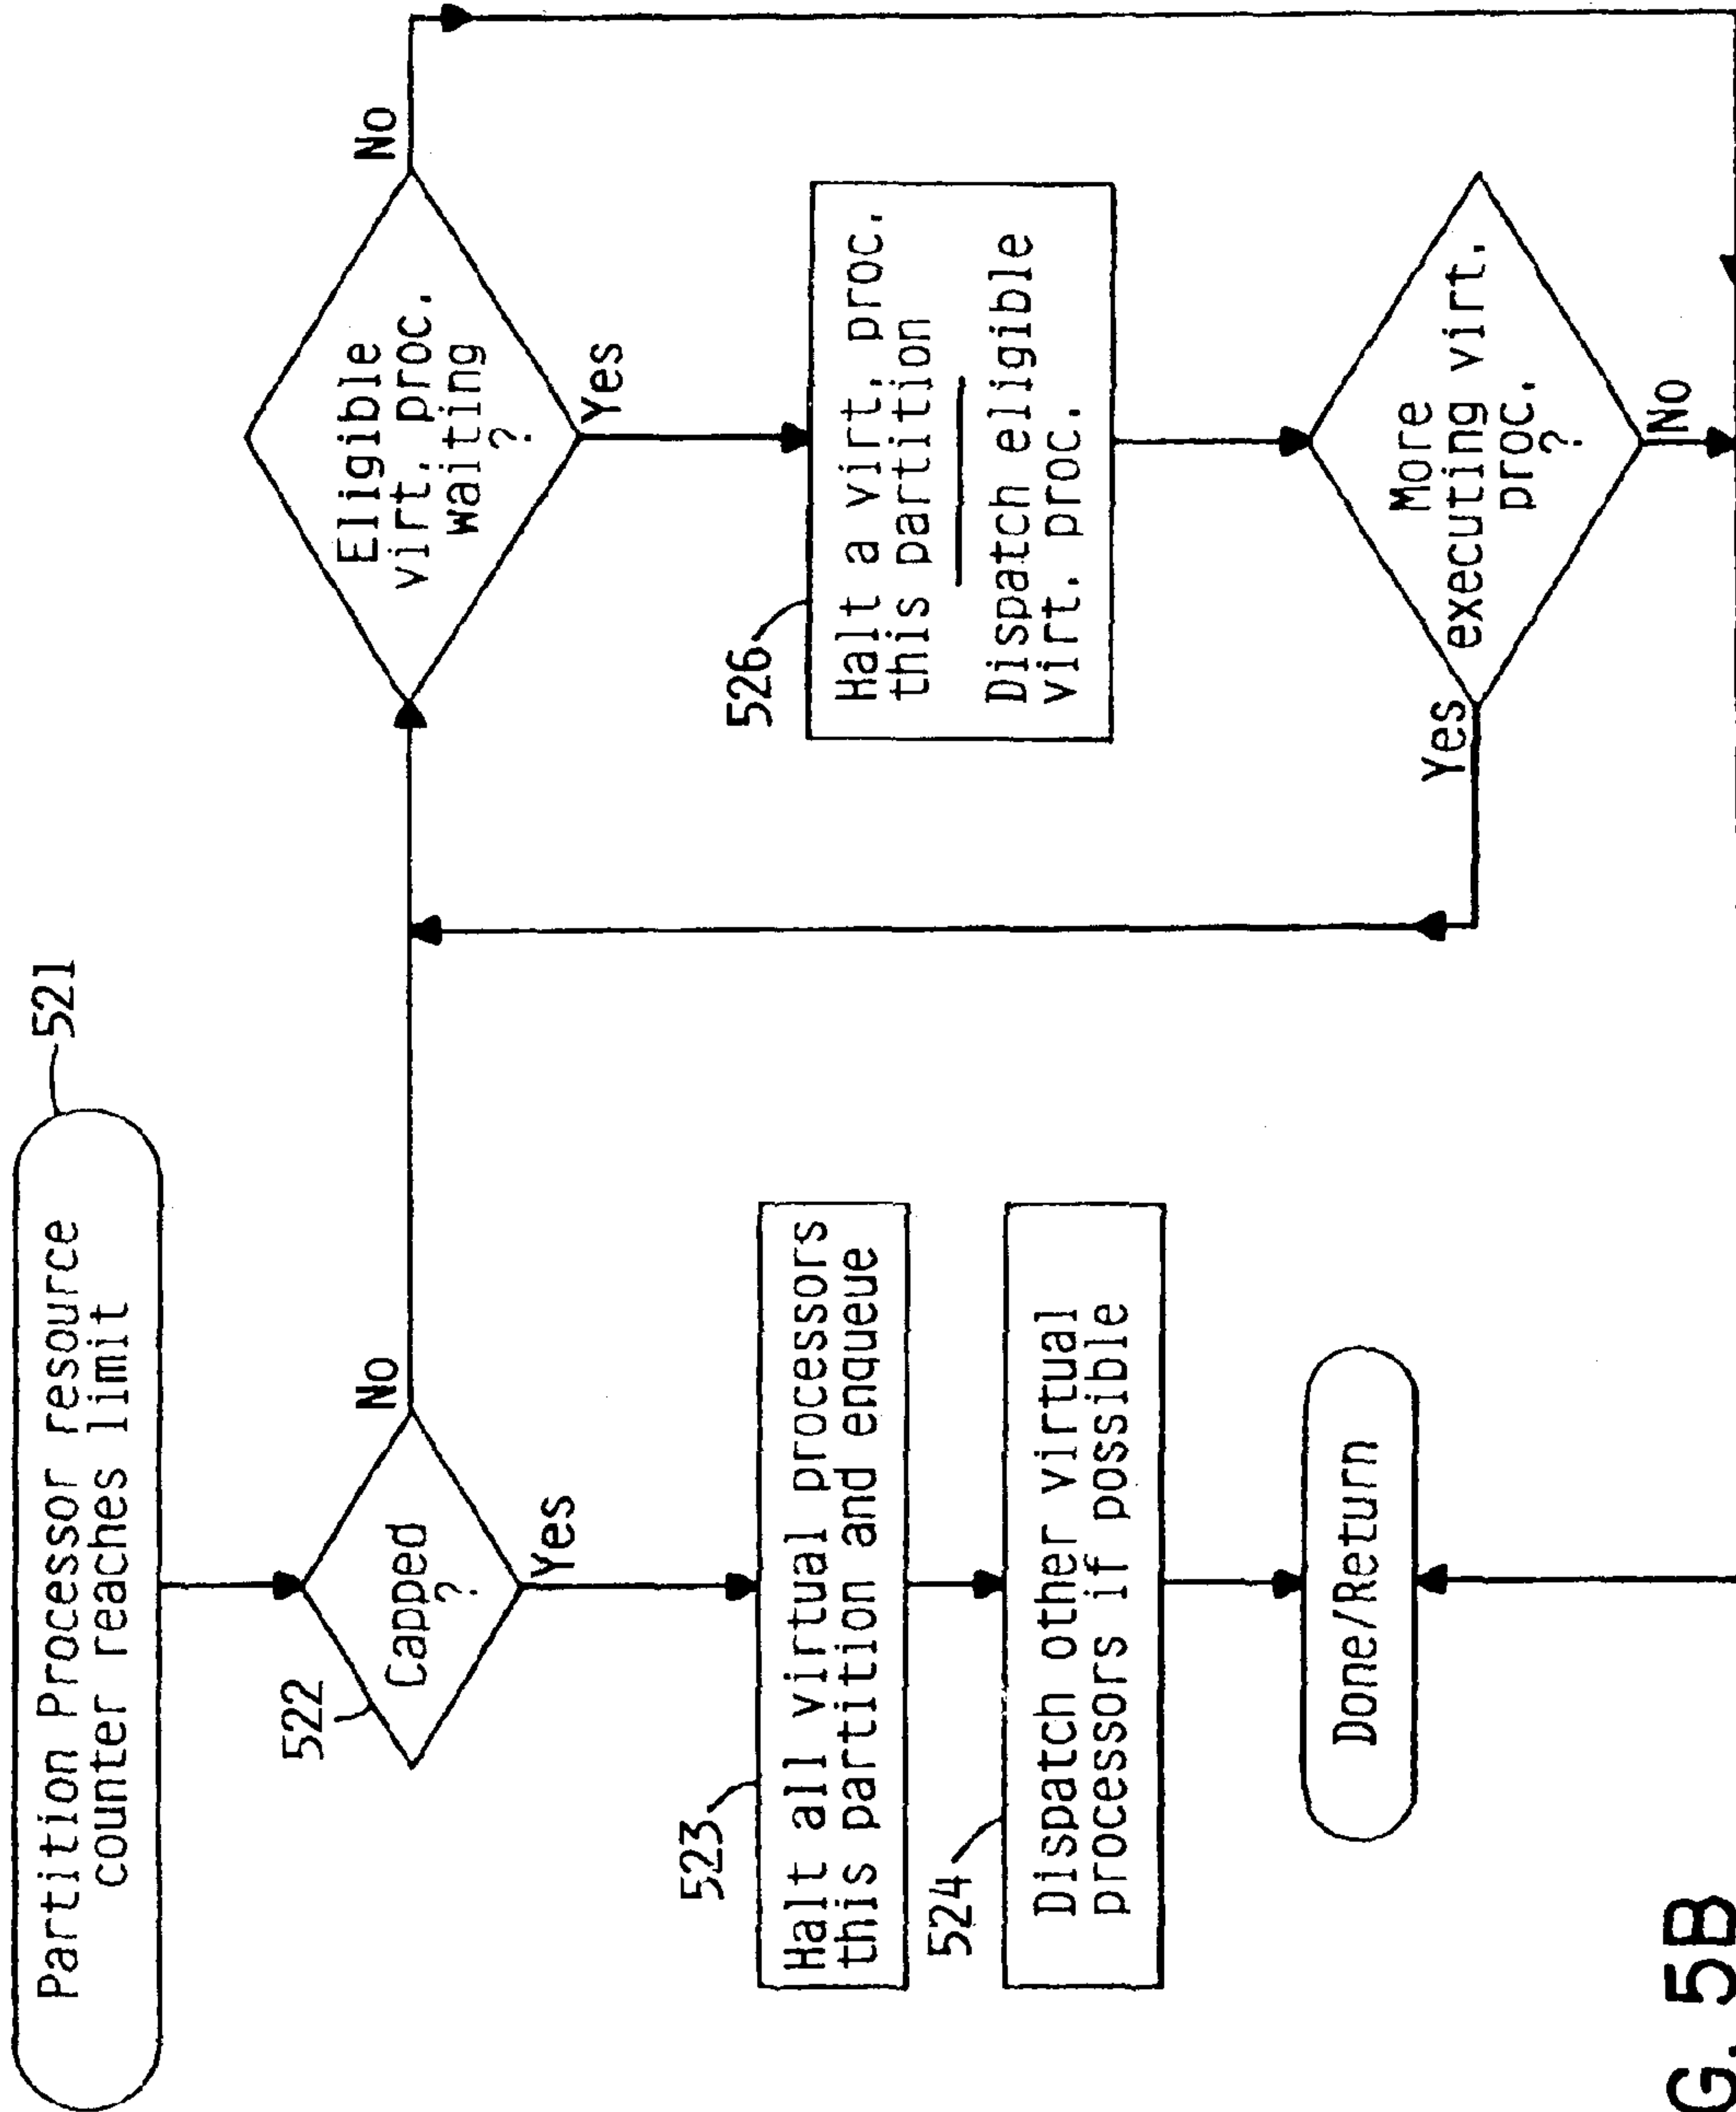 Partition Processor resource
counter reaches limit
521
522
Capped
?
No
Yes
523
Halt all virtual processors
this partition and enqueue
524
Dispatch other virtual
processors if possible
Done/Return
Eligible
virt. proc.
waiting
?
No
Yes
526
Halt a virt. proc.
this partition
Dispatch eligible
virt. proc.
More
executing virt.
proc.
?
Yes
No
G. 5B